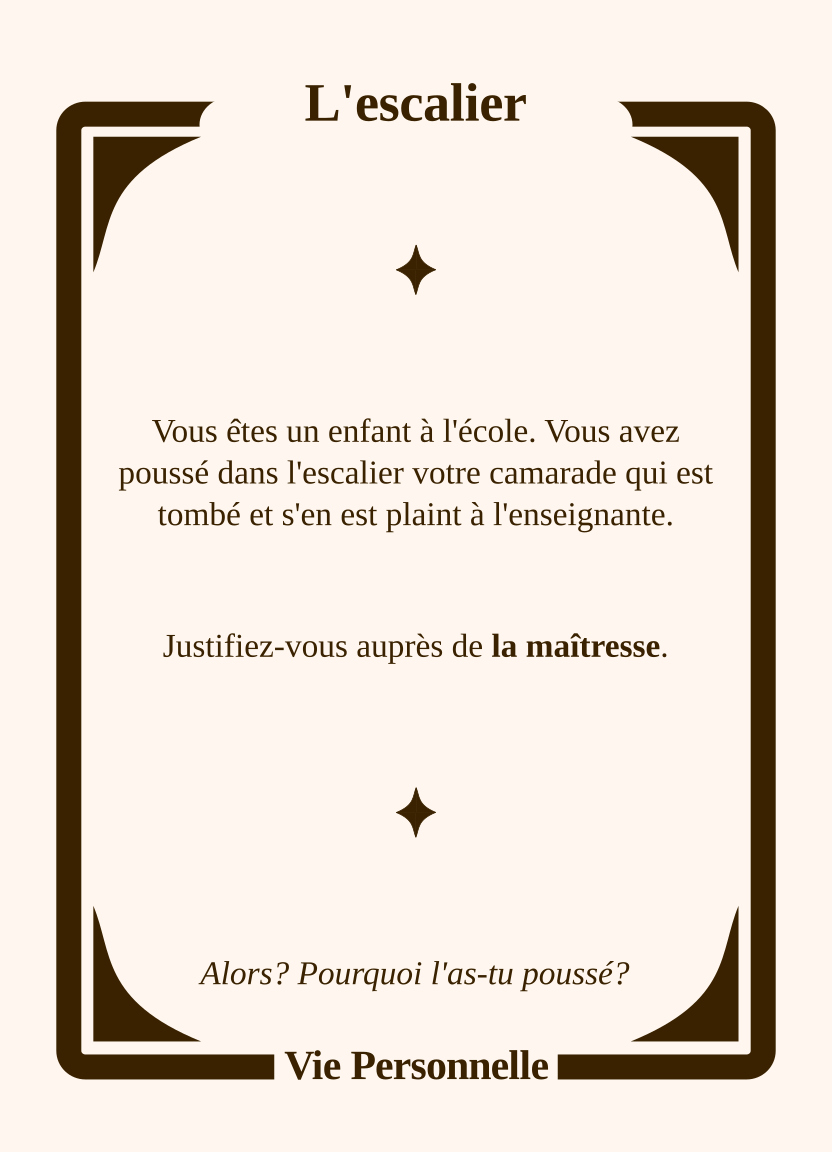 L'escalier
Vous êtes un enfant à l'école. Vous avez
poussé dans l'escalier votre camarade qui est
tombé et s'en est plaint à l'enseignante.
Justifiez-vous auprès de la maîtresse.
Alors? Pourquoi l'as-tu poussé?
Vie Personnelle